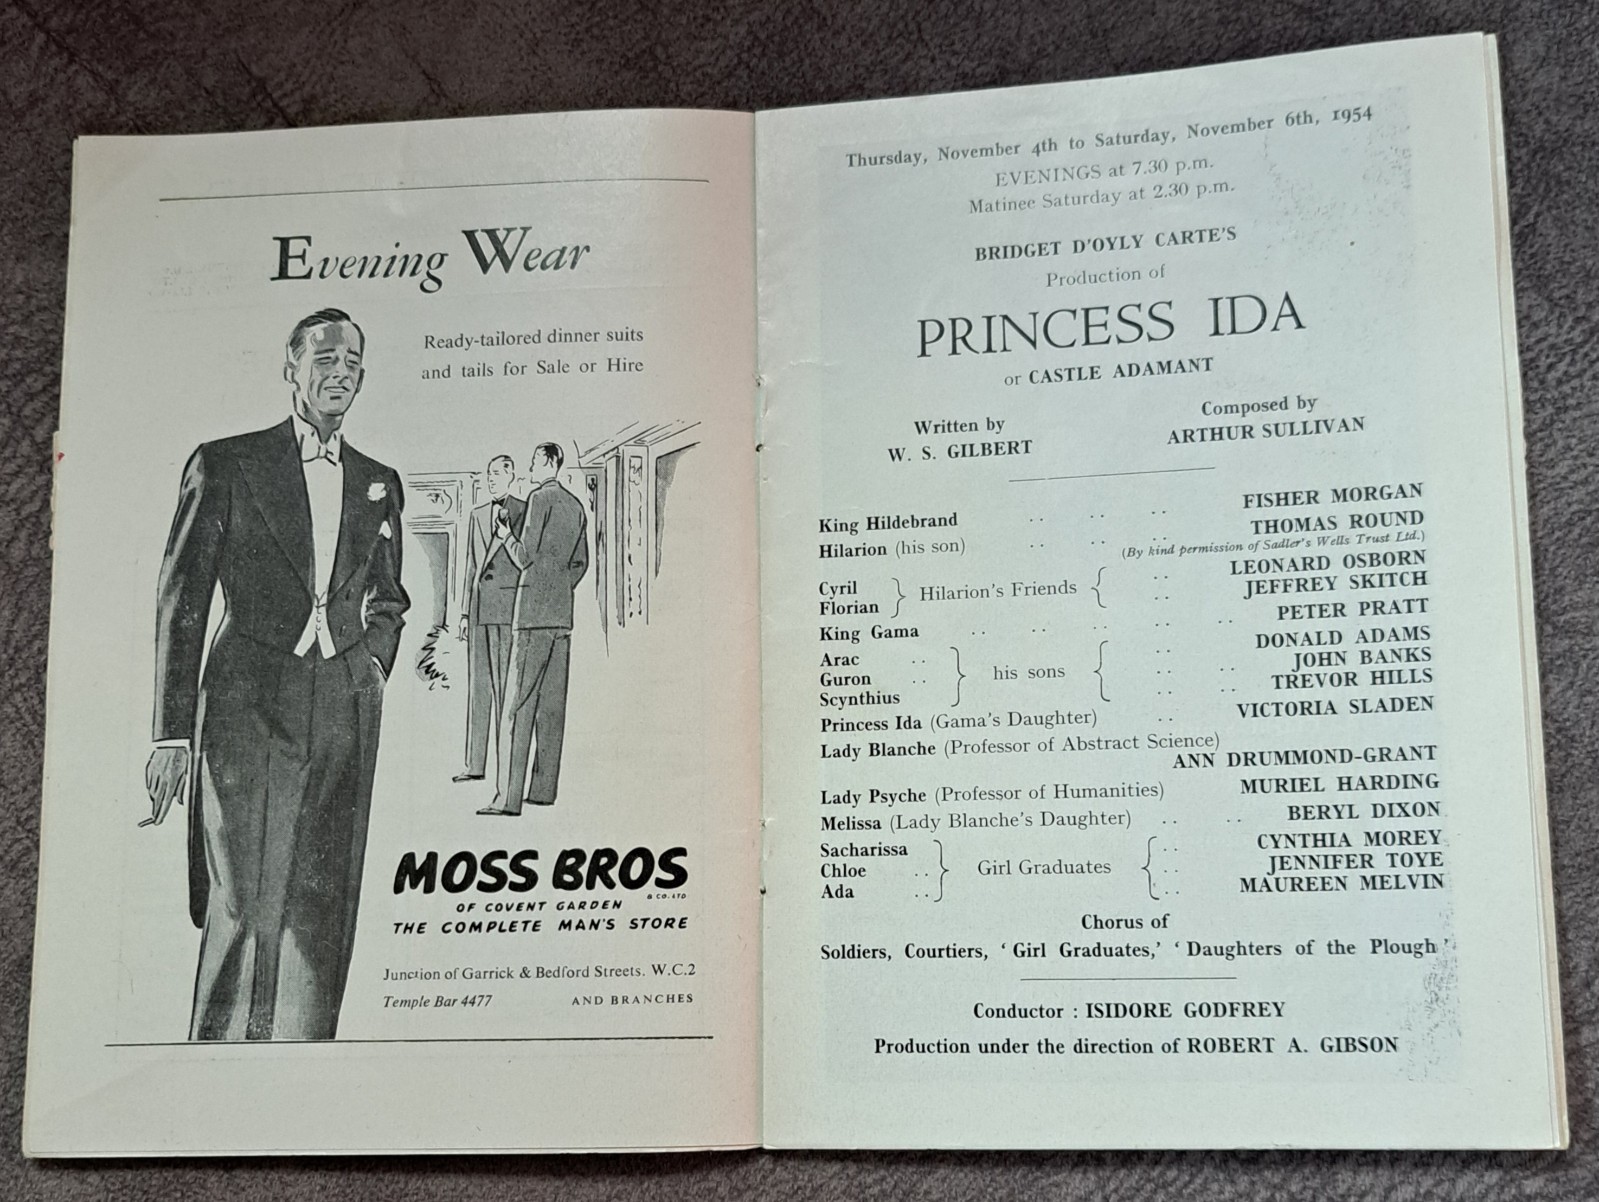 Evening Wear
Ready-tailored dinner suits
and tails for Sale or Hire
MOSS BROS
& CO. LTD
OF COVENT GARDEN
THE COMPLETE MAN'S STORE
Junction of Garrick & Bedford Streets. W.C.2
Temple Bar 4477 AND BRANCHES
Thursday, November 4th to Saturday, November 6th, 1954
EVENINGS at 7.30 p.m.
Matinee Saturday at 2.30 p.m.
BRIDGET D'OYLY CARTE'S
Production of
PRINCESS IDA
or CASTLE ADAMANT
Written by Composed by
W. S. GILBERT ARTHUR SULLIVAN
King Hildebrand .. .. .. FISHER MORGAN
Hilarion (his son) .. .. .. THOMAS ROUND
(By kind permission of Sadler's Wells Trust Ltd.)
Cyril } Hilarion's Friends { .. LEONARD OSBORN
Florian } { .. JEFFREY SKITCH
King Gama .. .. .. .. .. PETER PRATT
Arac .. } { .. DONALD ADAMS
Guron .. } his sons { .. .. JOHN BANKS
Scynthius } { .. .. TREVOR HILLS
Princess Ida (Gama's Daughter) .. VICTORIA SLADEN
Lady Blanche (Professor of Abstract Science)
ANN DRUMMOND-GRANT
Lady Psyche (Professor of Humanities) MURIEL HARDING
Melissa (Lady Blanche's Daughter) .. .. BERYL DIXON
Sacharissa } { .. CYNTHIA MOREY
Chloe .. } Girl Graduates { .. JENNIFER TOYE
Ada .. } { .. MAUREEN MELVIN
Chorus of
Soldiers, Courtiers, ‘Girl Graduates,’ ‘Daughters of the Plough’
Conductor : ISIDORE GODFREY
Production under the direction of ROBERT A. GIBSON